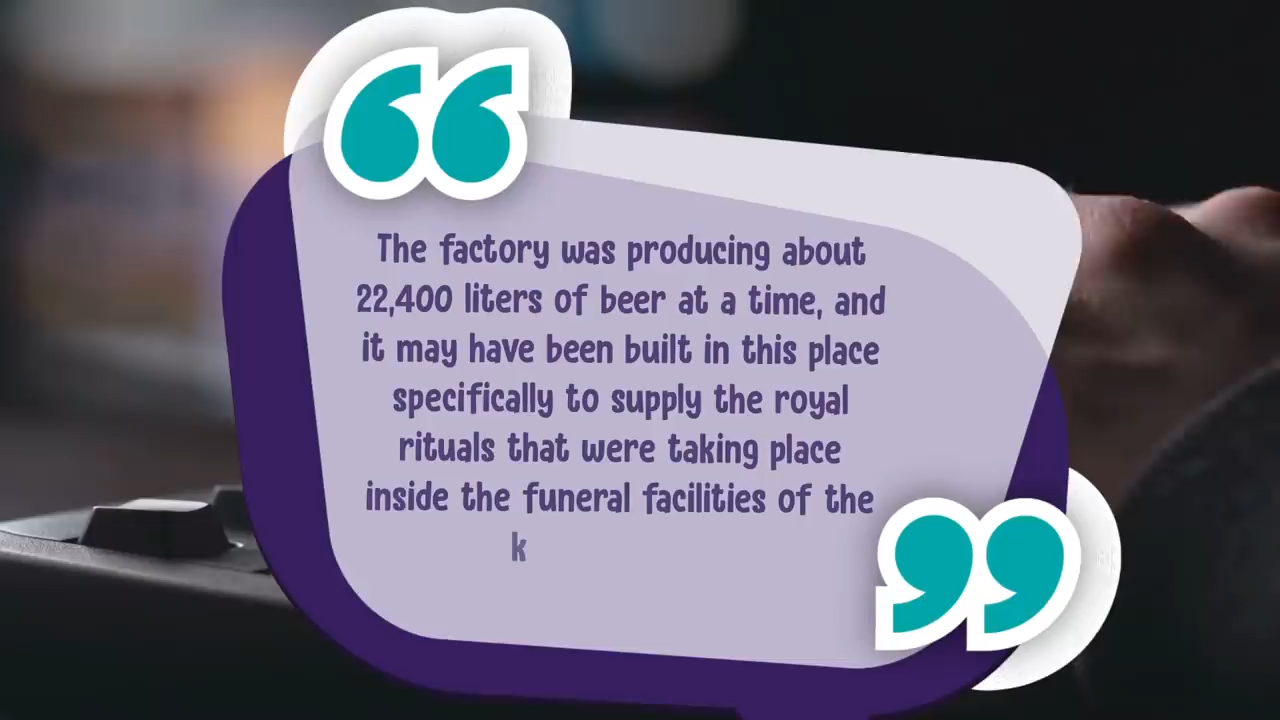 The factory was producing about
22,400 liters of beer at a time, and
it may have been built in this place
specifically to supply the royal
rituals that were taking place
inside the funeral facilities of the
k